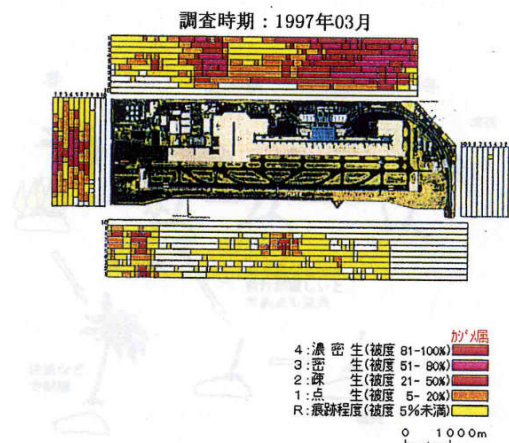 調査時期：1997年03月
カジメ属
4：濃 密 生(被度 81-100%)
3：密 生(被度 51- 80%)
2：疎 生(被度 21- 50%)
1：点 生(被度 5- 20%)
R：痕跡程度(被度 5%未満)
0 1000m